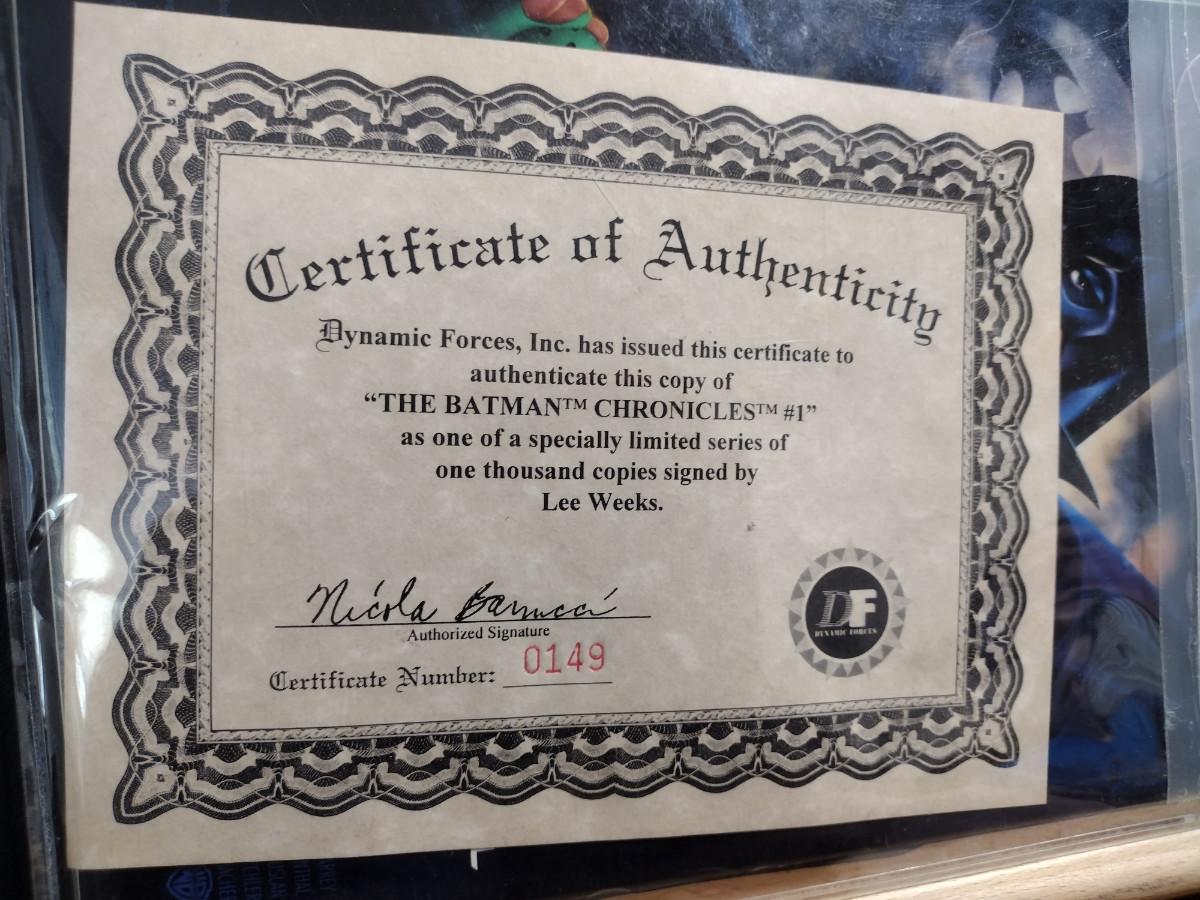 Certificate of Authenticity
Dynamic Forces, Inc. has issued this certificate to
authenticate this copy of
“THE BATMAN™ CHRONICLES™ #1”
as one of a specially limited series of
one thousand copies signed by
Lee Weeks.
Nicola Barrucci
Authorized Signature
Certificate Number: 0149
DF
DYNAMIC FORCES